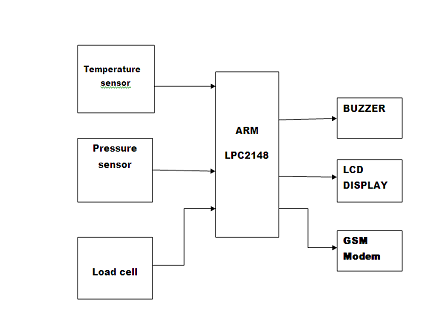 Temperature
sensor
Pressure
sensor
Load cell
ARM
LPC2148
BUZZER
LCD
DISPLAY
GSM
Modem